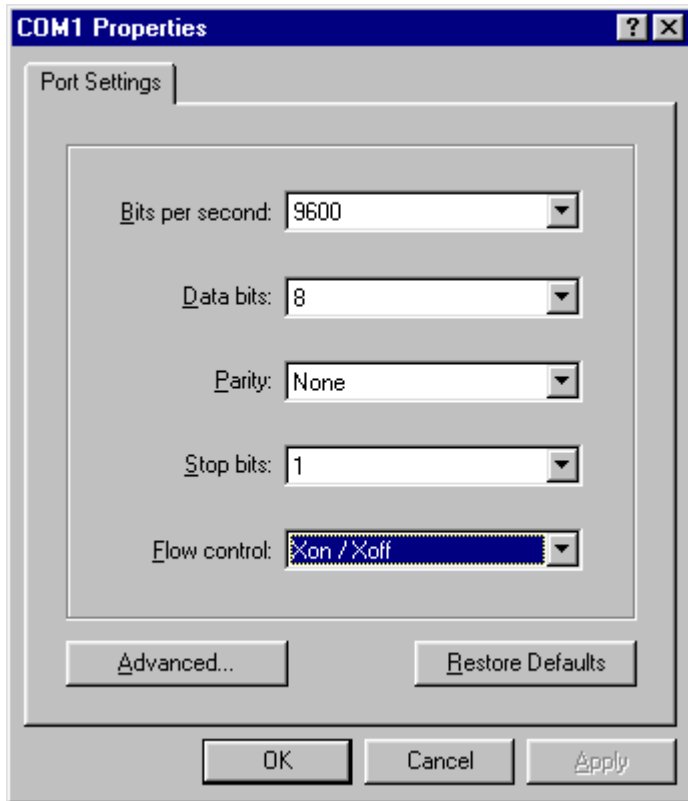 COM1 Properties
Port Settings
Bits per second: 9600
Data bits: 8
Parity: None
Stop bits: 1
Flow control: Xon / Xoff
Advanced... Restore Defaults
OK Cancel Apply